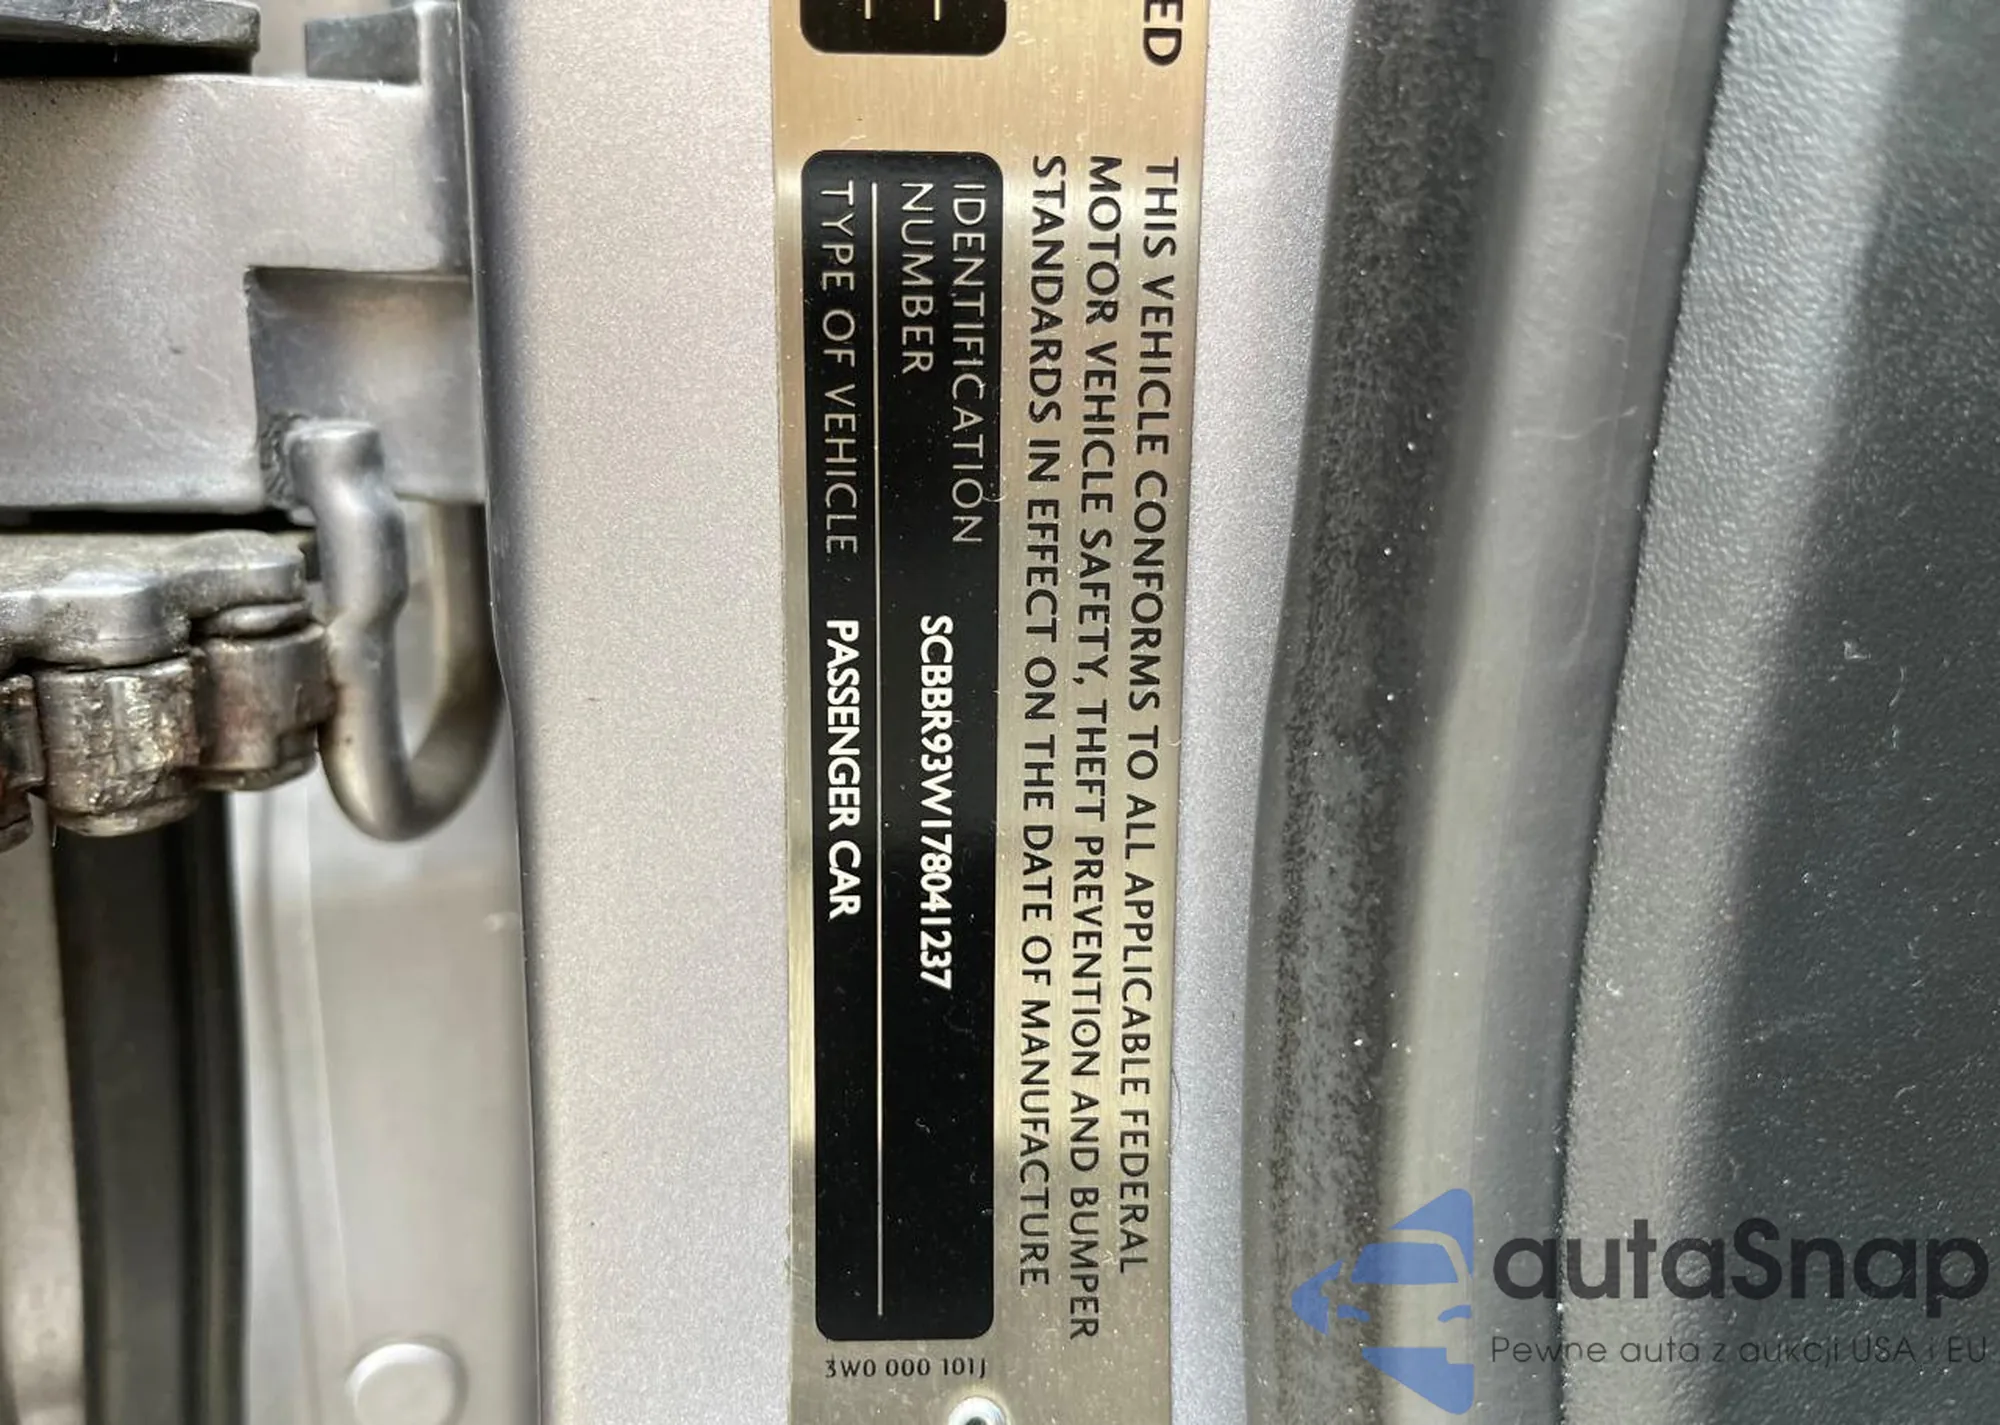 ED
THIS VEHICLE CONFORMS TO ALL APPLICABLE FEDERAL
MOTOR VEHICLE SAFETY, THEFT PREVENTION AND BUMPER
STANDARDS IN EFFECT ON THE DATE OF MANUFACTURE
IDENTIFICATION
NUMBER SCBBR93W178041237
TYPE OF VEHICLE PASSENGER CAR
3W0 000 101J
autaSnap
Pewne auta z aukcji USA i EU